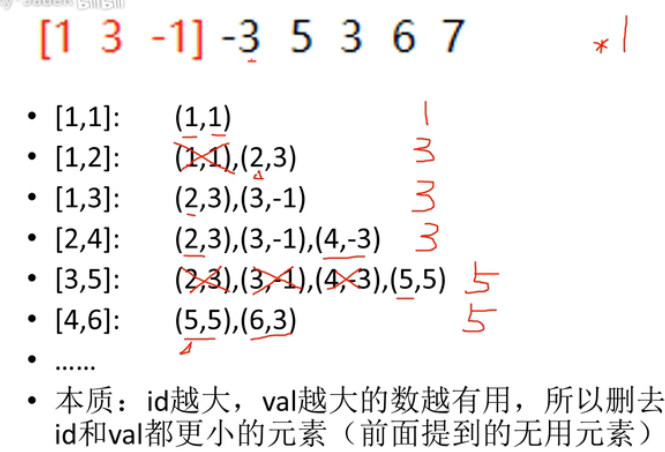 [1 3 -1] -3 5 3 6 7 *1
• [1,1]: (1,1) 1
• [1,2]: (1,1),(2,3) 3
• [1,3]: (2,3),(3,-1) 3
• [2,4]: (2,3),(3,-1),(4,-3) 3
• [3,5]: (2,3),(3,-1),(4,-3),(5,5) 5
• [4,6]: (5,5),(6,3) 5
• ……
• 本质：id越大，val越大的数越有用，所以删去
id和val都更小的元素（前面提到的无用元素）